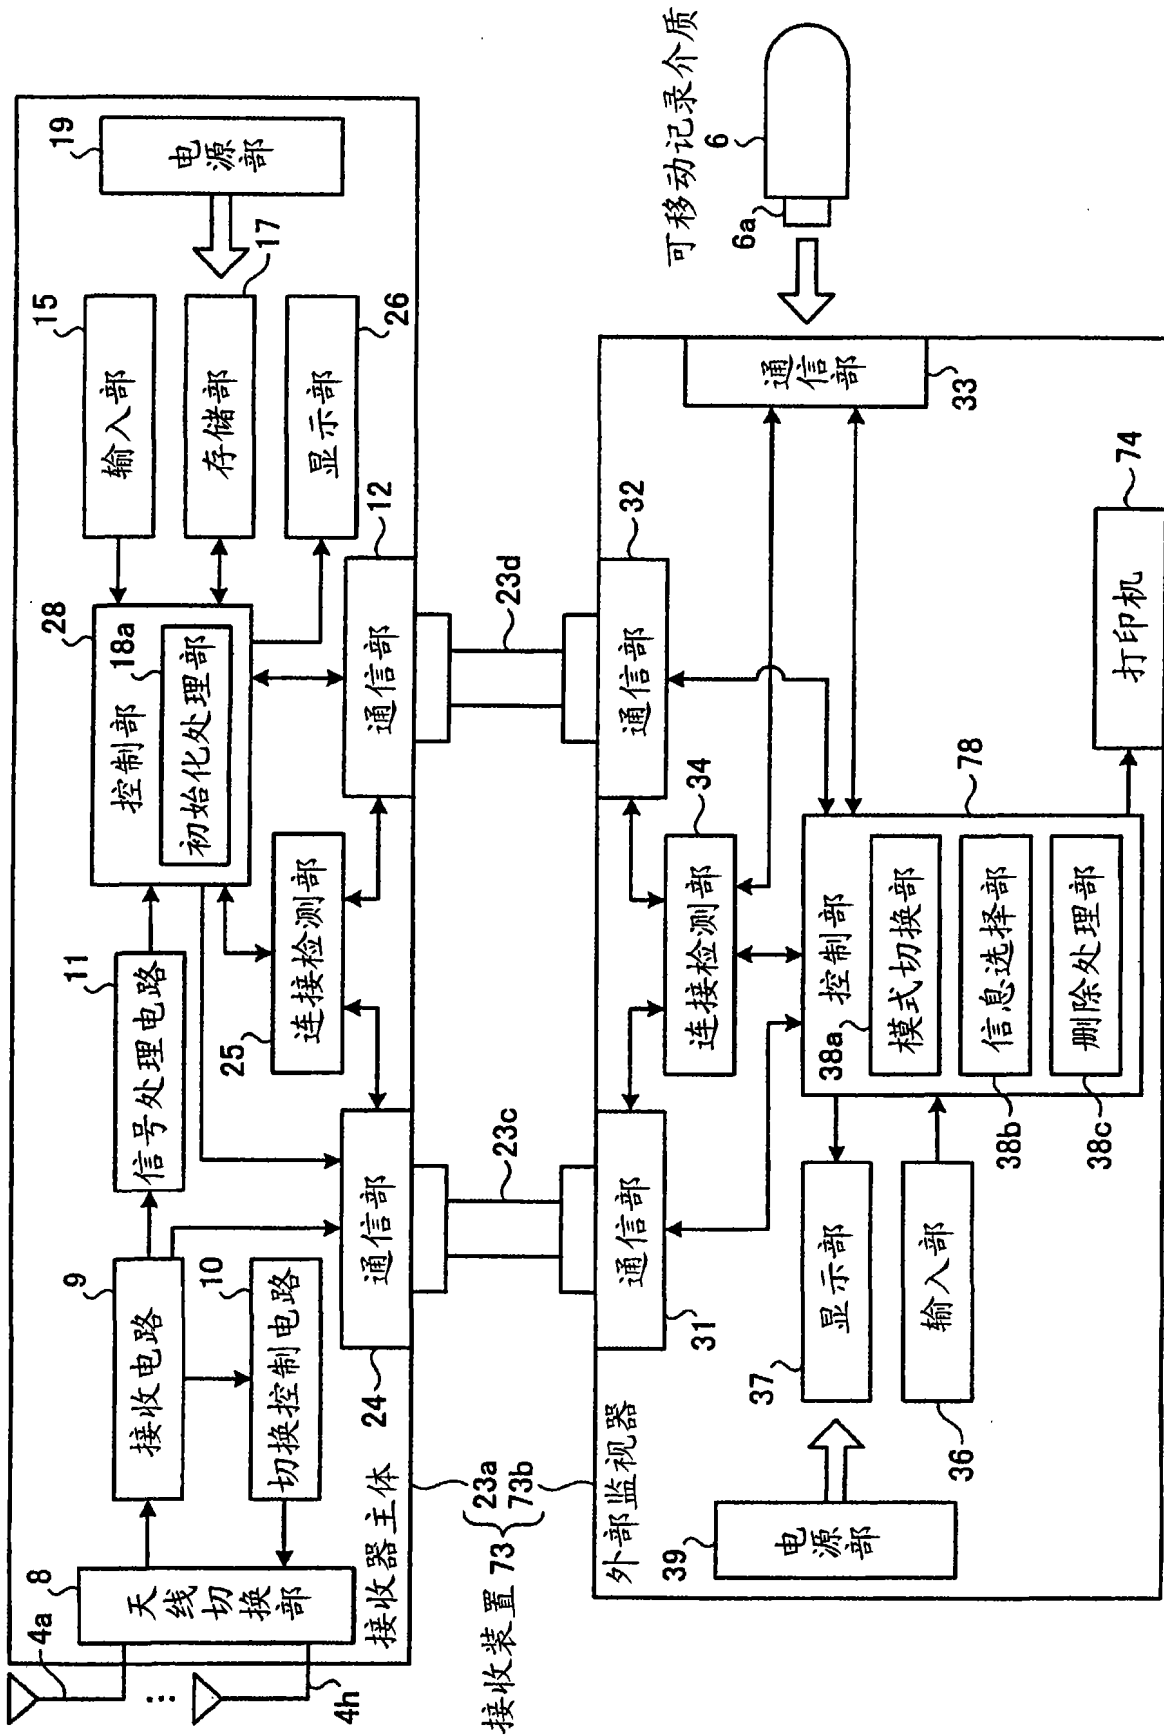 4a
4h
8
天线切换部
9
接收电路
10
切换控制电路
11
信号处理电路
28
控制部
18a
初始化处理部
15
输入部
17
存储部
26
显示部
19
电源部
25
连接检测部
24
通信部
12
通信部
接收器主体
23a
73b
接收装置 73
23c
23d
外部监视器
31
通信部
32
通信部
34
连接检测部
33
通信部
可移动记录介质
6
6a
78
控制部
38a
模式切换部
38b
信息选择部
38c
删除处理部
37
显示部
36
输入部
39
电源部
74
打印机